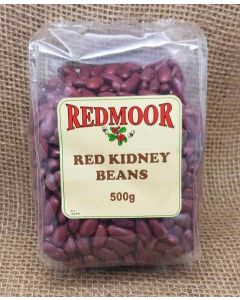 REDMOOR
RED KIDNEY
BEANS
500g